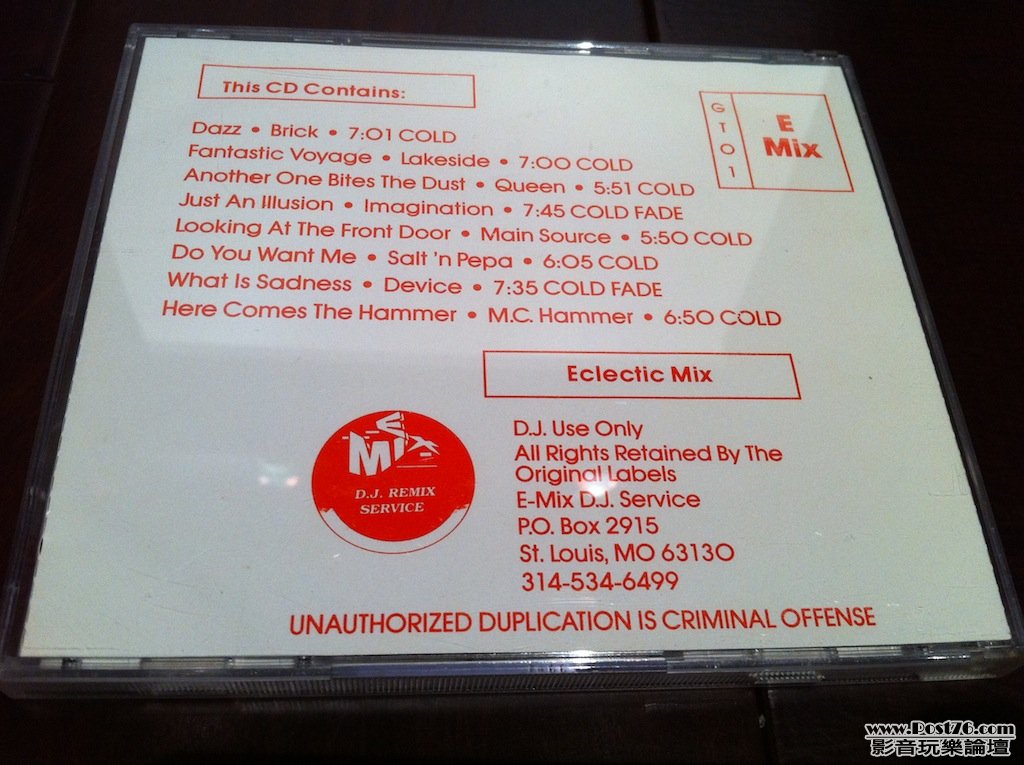 This CD Contains:
G T O 1
E
Mix
Dazz • Brick • 7:01 COLD
Fantastic Voyage • Lakeside • 7:00 COLD
Another One Bites The Dust • Queen • 5:51 COLD
Just An Illusion • Imagination • 7:45 COLD FADE
Looking At The Front Door • Main Source • 5:50 COLD
Do You Want Me • Salt 'n Pepa • 6:05 COLD
What Is Sadness • Device • 7:35 COLD FADE
Here Comes The Hammer • M.C. Hammer • 6:50 COLD
Eclectic Mix
E
MIX
D.J. REMIX
SERVICE
D.J. Use Only
All Rights Retained By The
Original Labels
E-Mix D.J. Service
P.O. Box 2915
St. Louis, MO 63130
314-534-6499
UNAUTHORIZED DUPLICATION IS CRIMINAL OFFENSE
www.Post76.com
影音玩樂論壇